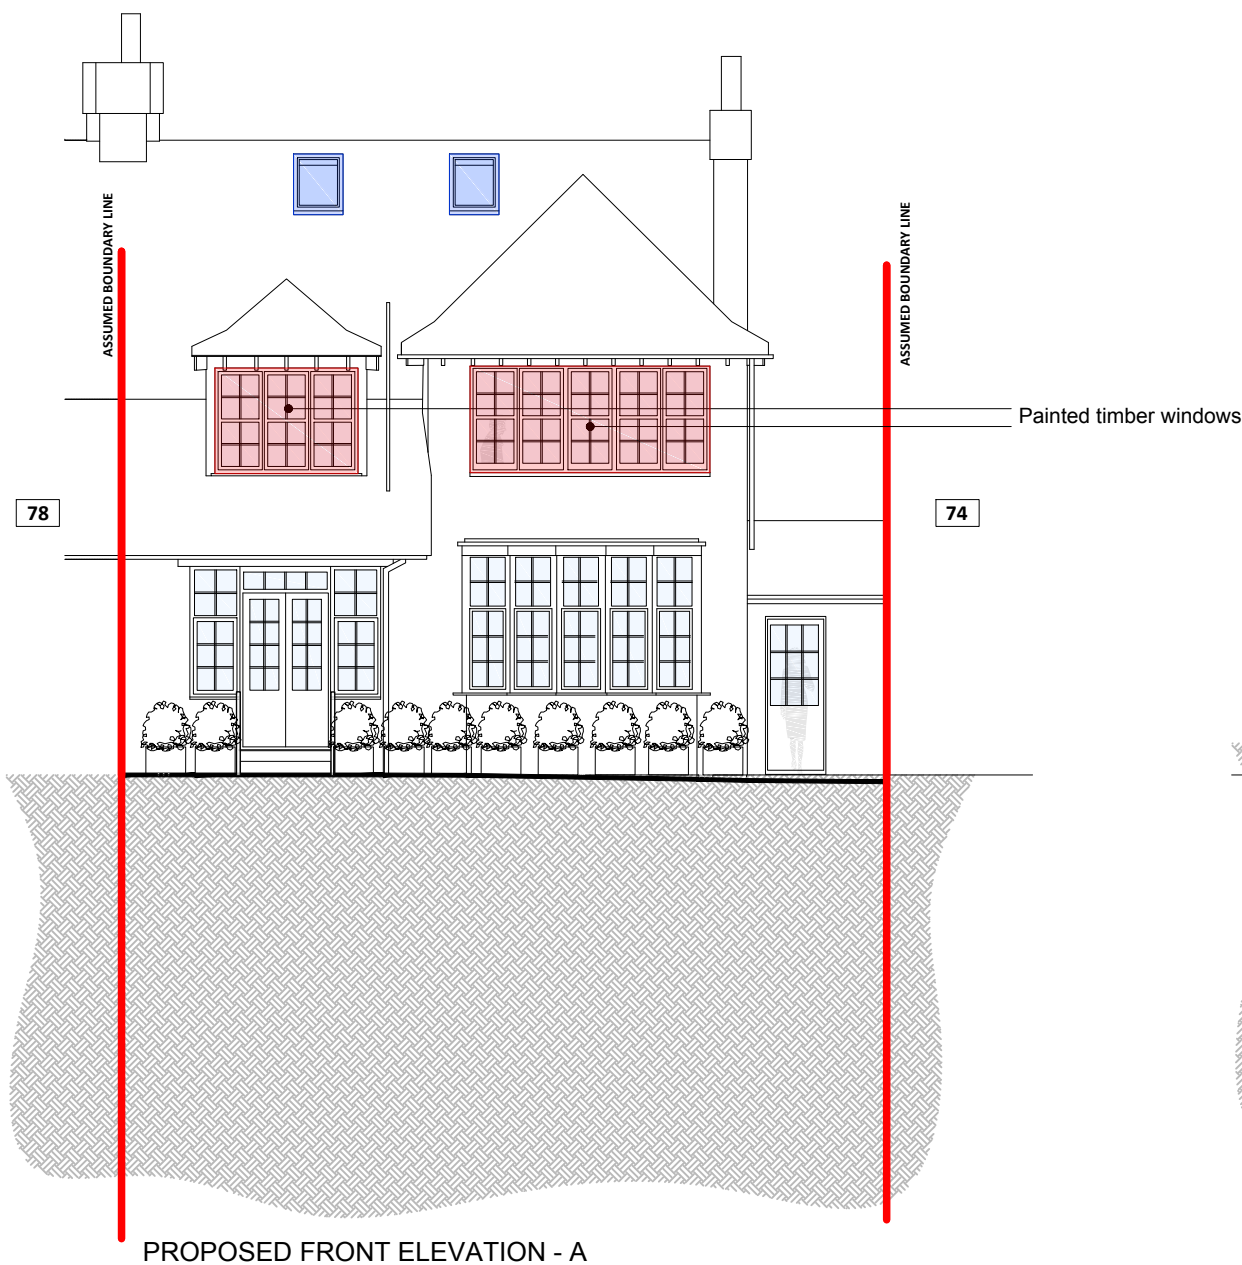 ASSUMED BOUNDARY LINE
ASSUMED BOUNDARY LINE
Painted timber windows
78
74
PROPOSED FRONT ELEVATION - A